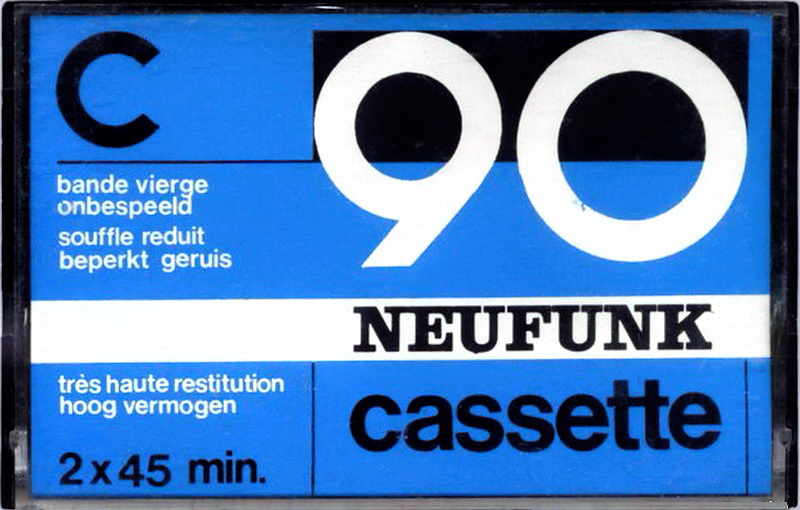 C 90
bande vierge
onbespeeld
souffle reduit
beperkt geruis
NEUFUNK
très haute restitution
hoog vermogen
cassette
2 x 45 min.